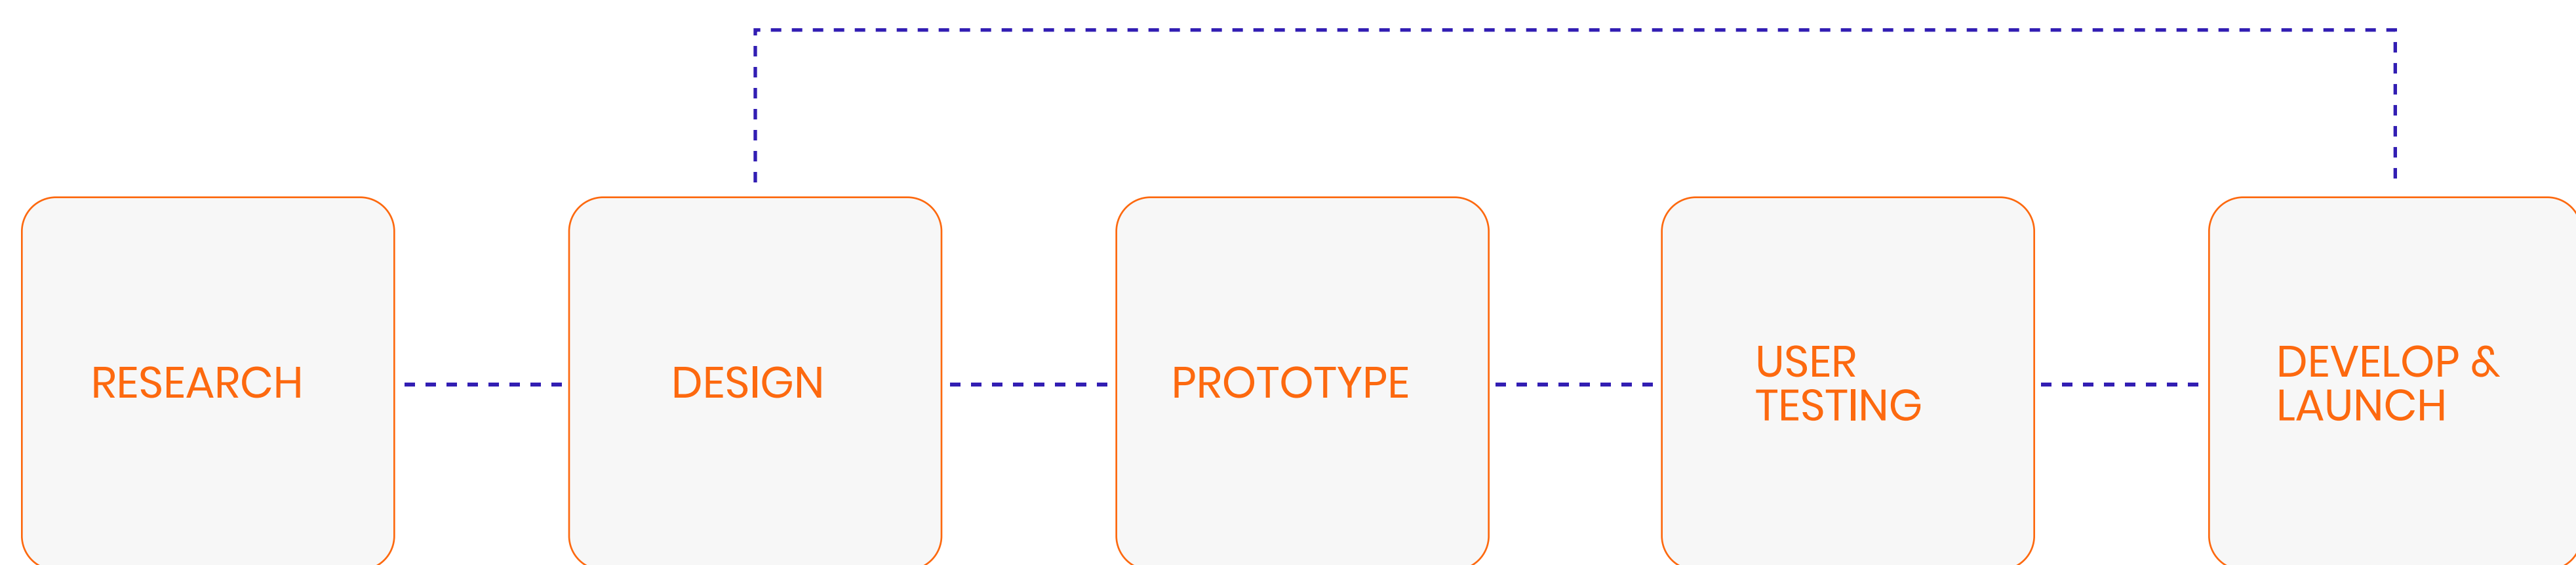 RESEARCH
DESIGN
PROTOTYPE
USER
TESTING
DEVELOP &
LAUNCH